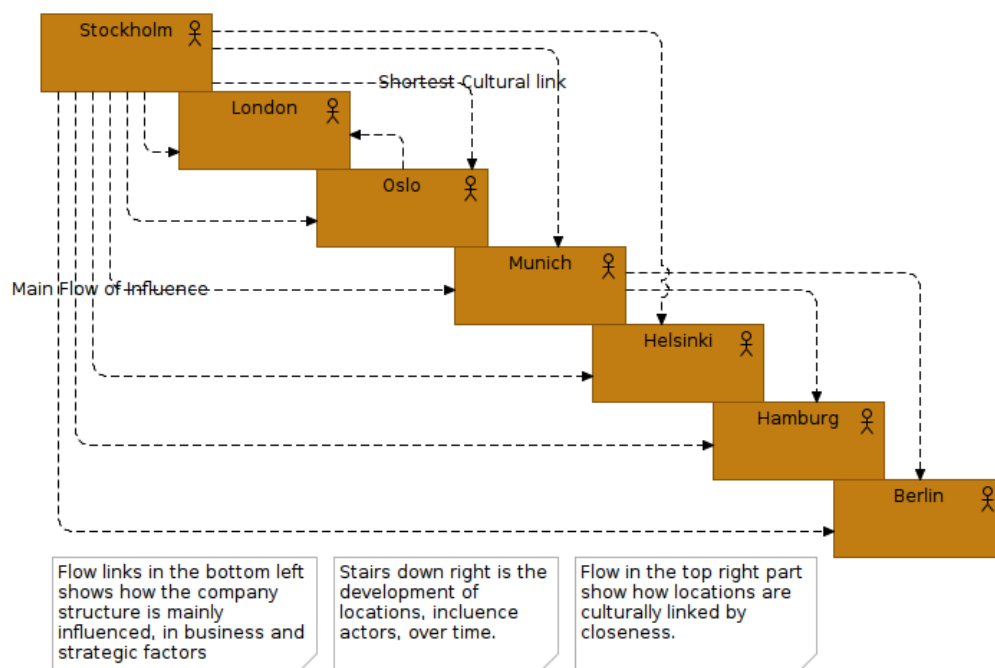 Stockholm
Shortest Cultural link
London
Oslo
Munich
Main Flow of Influence
Helsinki
Hamburg
Berlin
Flow links in the bottom left
shows how the company
structure is mainly
influenced, in business and
strategic factors
Stairs down right is the
development of
locations, incluence
actors, over time.
Flow in the top right part
show how locations are
culturally linked by
closeness.